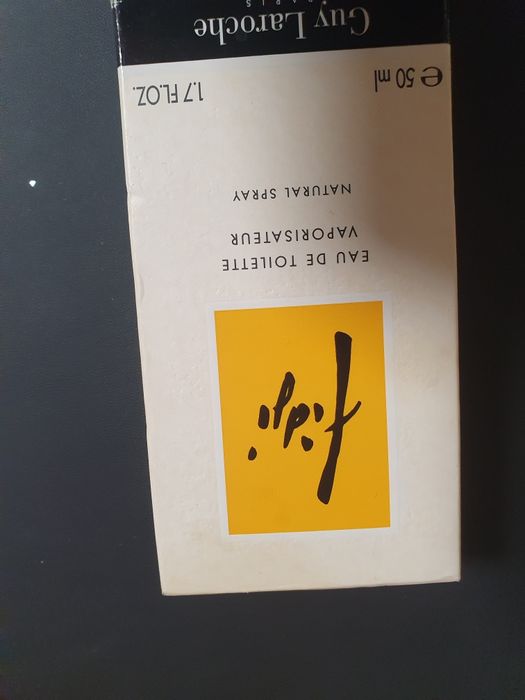 Fidji
EAU DE TOILETTE
VAPORISATEUR
NATURAL SPRAY
℮ 50 ml 1.7 FL.OZ.
Guy Laroche
PARIS